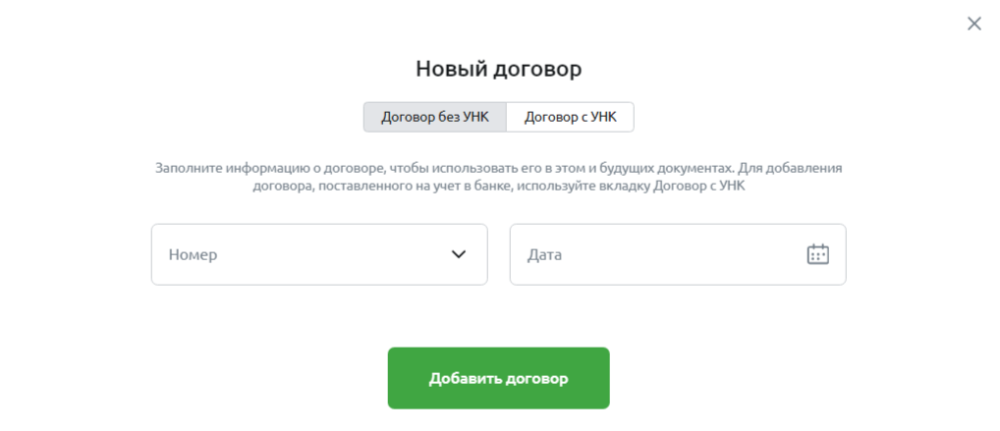 Новый договор
Договор без УНК
Договор с УНК
Заполните информацию о договоре, чтобы использовать его в этом и будущих документах. Для добавления
договора, поставленного на учет в банке, используйте вкладку Договор с УНК
Номер
Дата
Добавить договор